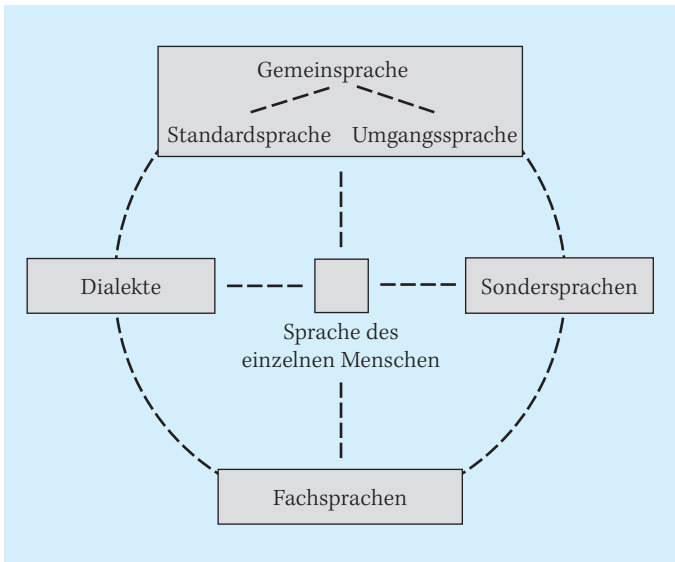 Gemeinsprache
Standardsprache Umgangssprache
Dialekte
Sondersprachen
Sprache des
einzelnen Menschen
Fachsprachen